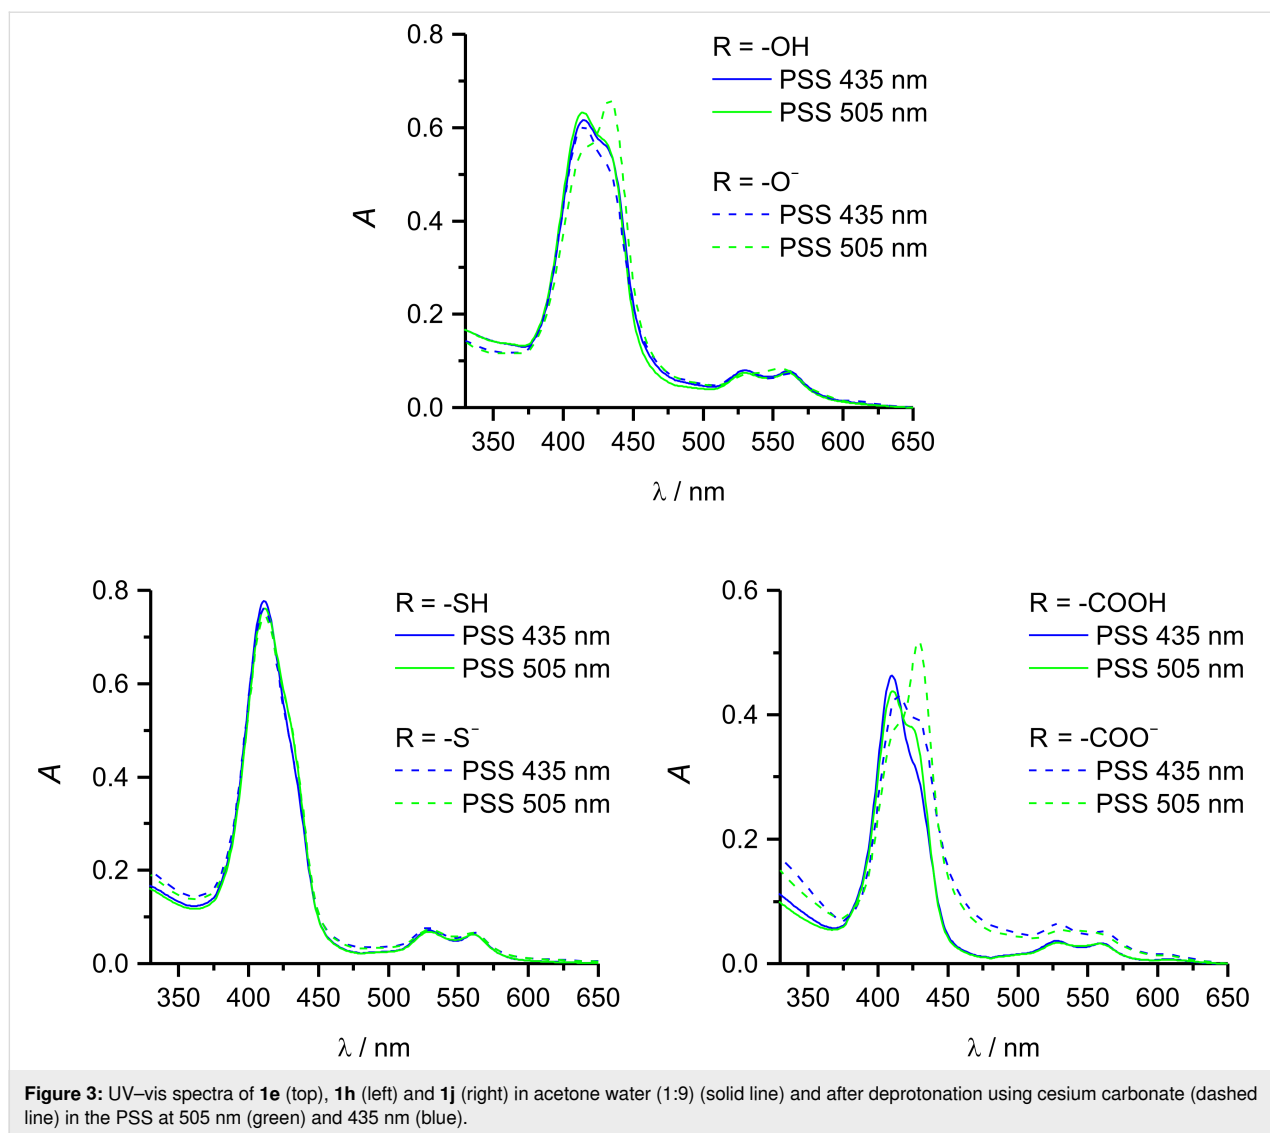 0.8
0.6
0.4
0.2
0.0
A
350 400 450 500 550 600 650
λ / nm
R = -OH
PSS 435 nm
PSS 505 nm
R = -O⁻
PSS 435 nm
PSS 505 nm
0.8
0.6
0.4
0.2
0.0
A
350 400 450 500 550 600 650
λ / nm
R = -SH
PSS 435 nm
PSS 505 nm
R = -S⁻
PSS 435 nm
PSS 505 nm
0.6
0.4
0.2
0.0
A
350 400 450 500 550 600 650
λ / nm
R = -COOH
PSS 435 nm
PSS 505 nm
R = -COO⁻
PSS 435 nm
PSS 505 nm
Figure 3: UV–vis spectra of 1e (top), 1h (left) and 1j (right) in acetone water (1:9) (solid line) and after deprotonation using cesium carbonate (dashed
line) in the PSS at 505 nm (green) and 435 nm (blue).